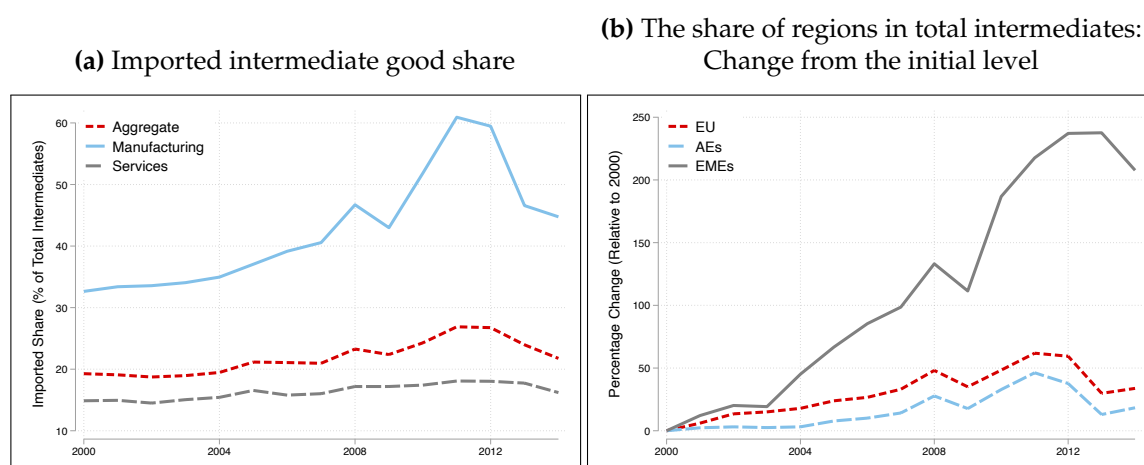 (a) Imported intermediate good share
Imported Share (% of Total Intermediates)
60
50
40
30
20
10
Aggregate
Manufacturing
Services
2000
2004
2008
2012
(b) The share of regions in total intermediates:
Change from the initial level
Percentage Change (Relative to 2000)
250
200
150
100
50
0
EU
AEs
EMEs
2000
2004
2008
2012